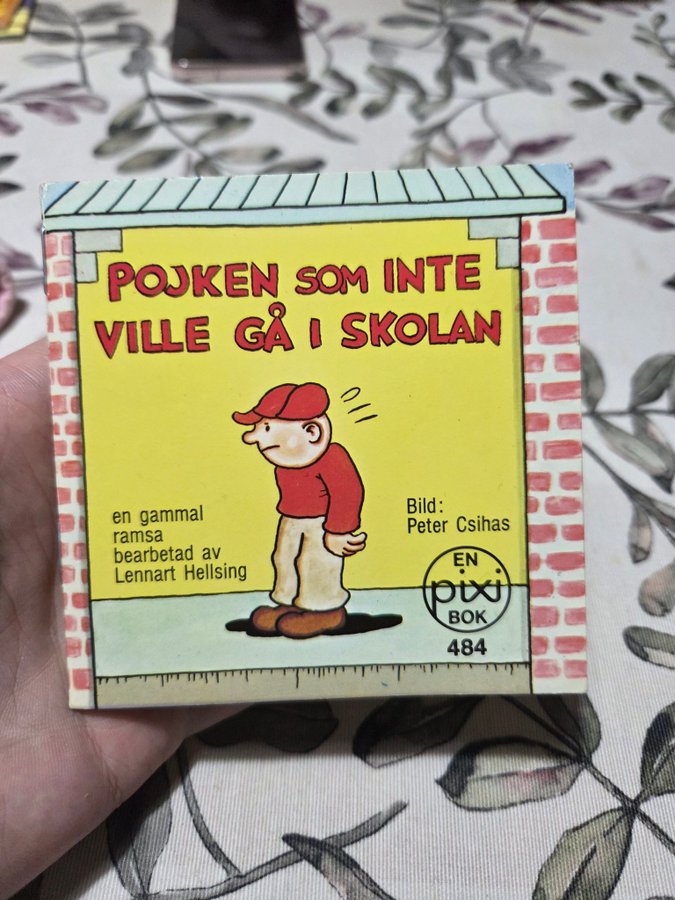 POJKEN SOM INTE
VILLE GÅ I SKOLAN
en gammal
ramsa
bearbetad av
Lennart Hellsing
Bild:
Peter Csihas
EN
pixi
BOK
484